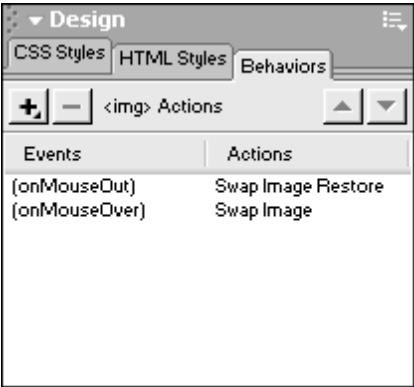 Design
CSS Styles HTML Styles Behaviors
<img> Actions
Events Actions
(onMouseOut) Swap Image Restore
(onMouseOver) Swap Image